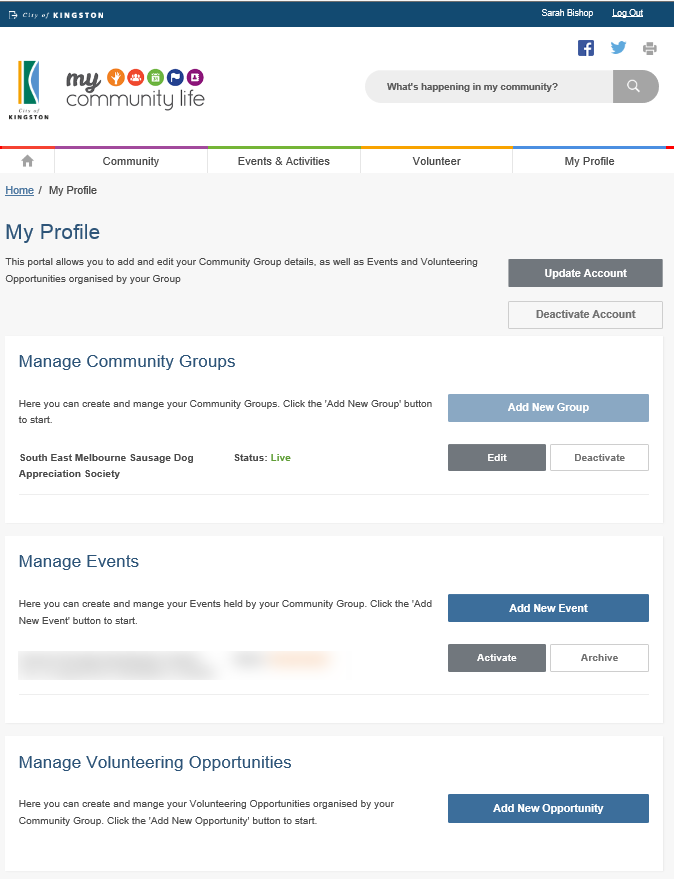 City of KINGSTON
Sarah Bishop Log Out
City of
KINGSTON
my
community life
What's happening in my community?
Community Events & Activities Volunteer My Profile
Home / My Profile
My Profile
This portal allows you to add and edit your Community Group details, as well as Events and Volunteering
Opportunities organised by your Group
Update Account
Deactivate Account
Manage Community Groups
Here you can create and mange your Community Groups. Click the 'Add New Group' button
to start.
Add New Group
South East Melbourne Sausage Dog
Appreciation Society
Status: Live
Edit Deactivate
Manage Events
Here you can create and mange your Events held by your Community Group. Click the 'Add
New Event' button to start.
Add New Event
Activate Archive
Manage Volunteering Opportunities
Here you can create and mange your Volunteering Opportunities organised by your
Community Group. Click the 'Add New Opportunity' button to start.
Add New Opportunity